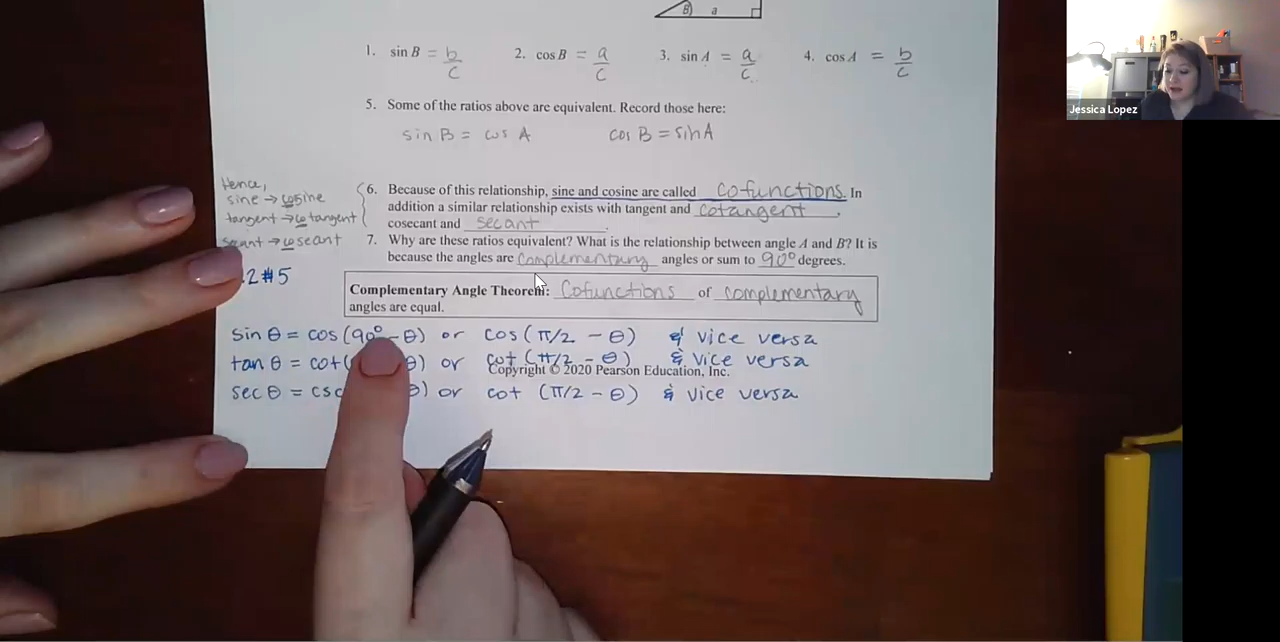 B) a
1. sin B = b/c 2. cos B = a/c 3. sin A = a/c 4. cos A = b/c
Jessica Lopez
5. Some of the ratios above are equivalent. Record those here:
sin B = cos A cos B = sin A
Hence,
sine → cosine
tangent → cotangent
secant → coseant
6. Because of this relationship, sine and cosine are called cofunctions. In
addition a similar relationship exists with tangent and cotangent,
cosecant and secant.
7. Why are these ratios equivalent? What is the relationship between angle A and B? It is
because the angles are complementary angles or sum to 90° degrees.
.2 #5
Complementary Angle Theorem: Cofunctions of complementary
angles are equal.
sin θ = cos (90° - θ) or cos (π/2 - θ) & vice versa
tan θ = cot ( θ) or cot (π/2 - θ) & vice versa
Copyright © 2020 Pearson Education, Inc.
sec θ = csc θ) or cot (π/2 - θ) & vice versa